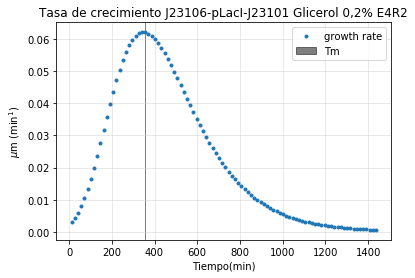 Tasa de crecimiento J23106-pLacI-J23101 Glicerol 0,2% E4R2
growth rate
Tm
0.06
0.05
0.04
0.03
0.02
0.01
0.00
μm (min¹)
0 200 400 600 800 1000 1200 1400
Tiempo(min)